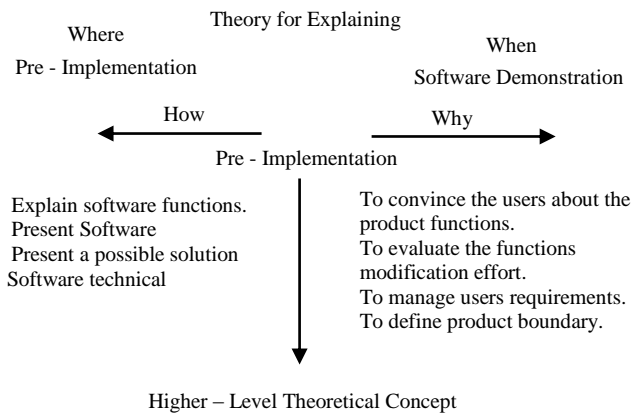 Theory for Explaining
Where
Pre - Implementation
When
Software Demonstration
How
Why
Pre - Implementation
Explain software functions.
Present Software
Present a possible solution
Software technical
To convince the users about the
product functions.
To evaluate the functions
modification effort.
To manage users requirements.
To define product boundary.
Higher – Level Theoretical Concept